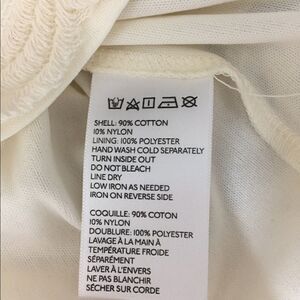 SHELL: 90% COTTON
10% NYLON
LINING: 100% POLYESTER
HAND WASH COLD SEPARATELY
TURN INSIDE OUT
DO NOT BLEACH
LINE DRY
LOW IRON AS NEEDED
IRON ON REVERSE SIDE
COQUILLE: 90% COTON
10% NYLON
DOUBLURE: 100% POLYESTER
LAVAGE À LA MAIN À
TEMPÉRATURE FROIDE
SÉPARÉMENT
LAVER À L'ENVERS
NE PAS BLANCHIR
SÉCHER SUR CORDE